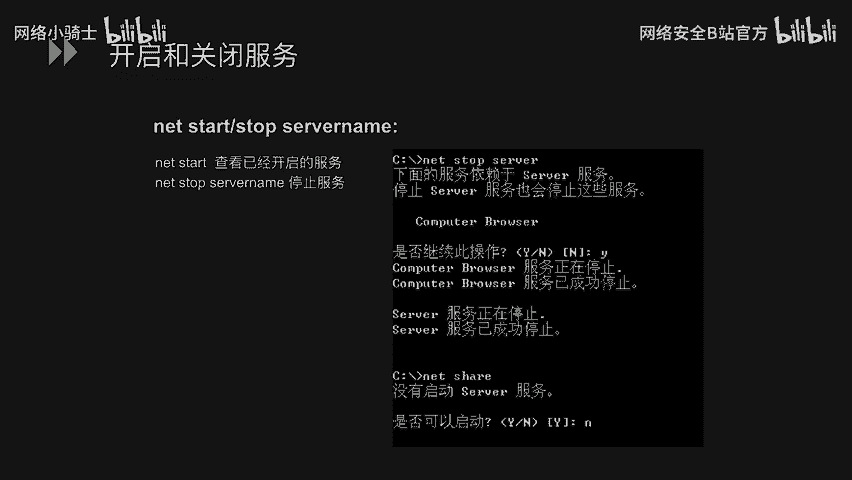 网络小骑士 bilibili
网络安全B站官方 bilibili
开启和关闭服务
net start/stop servername:
net start 查看已经开启的服务
net stop servername 停止服务
C:\>net stop server
下面的服务依赖于 Server 服务。
停止 Server 服务也会停止这些服务。
Computer Browser
是否继续此操作? (Y/N) [N]: y
Computer Browser 服务正在停止.
Computer Browser 服务已成功停止。
Server 服务正在停止.
Server 服务已成功停止。
C:\>net share
没有启动 Server 服务。
是否可以启动? (Y/N) [Y]: n